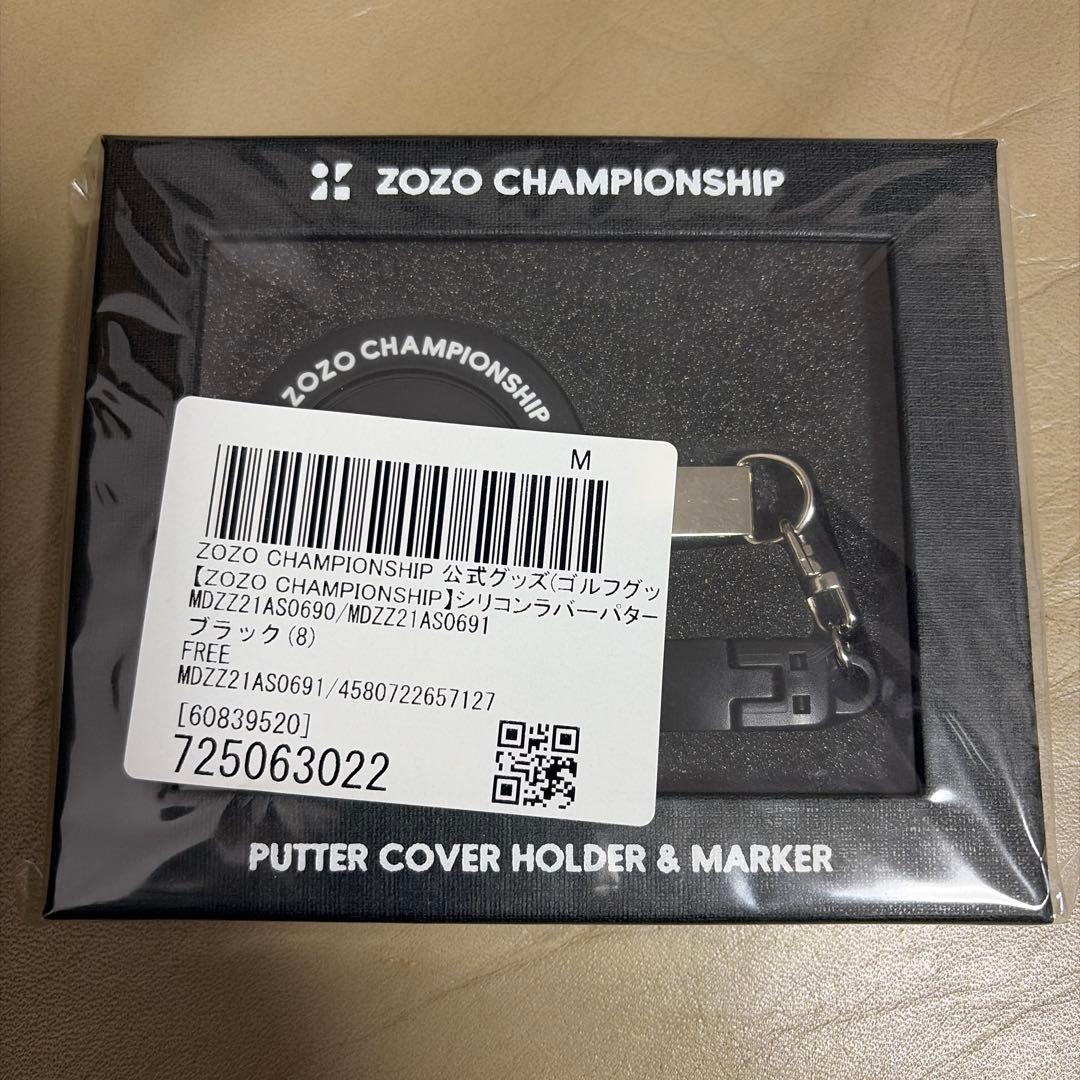 ZOZO CHAMPIONSHIP
ZOZO CHAMPIONSHIP
M
ZOZO CHAMPIONSHIP 公式グッズ(ゴルフグッ
【ZOZO CHAMPIONSHIP】シリコンラバーパター
MDZZ21AS0690/MDZZ21AS0691
ブラック(8)
FREE
MDZZ21AS0691/4580722657127
[60839520]
725063022
PUTTER COVER HOLDER & MARKER
1